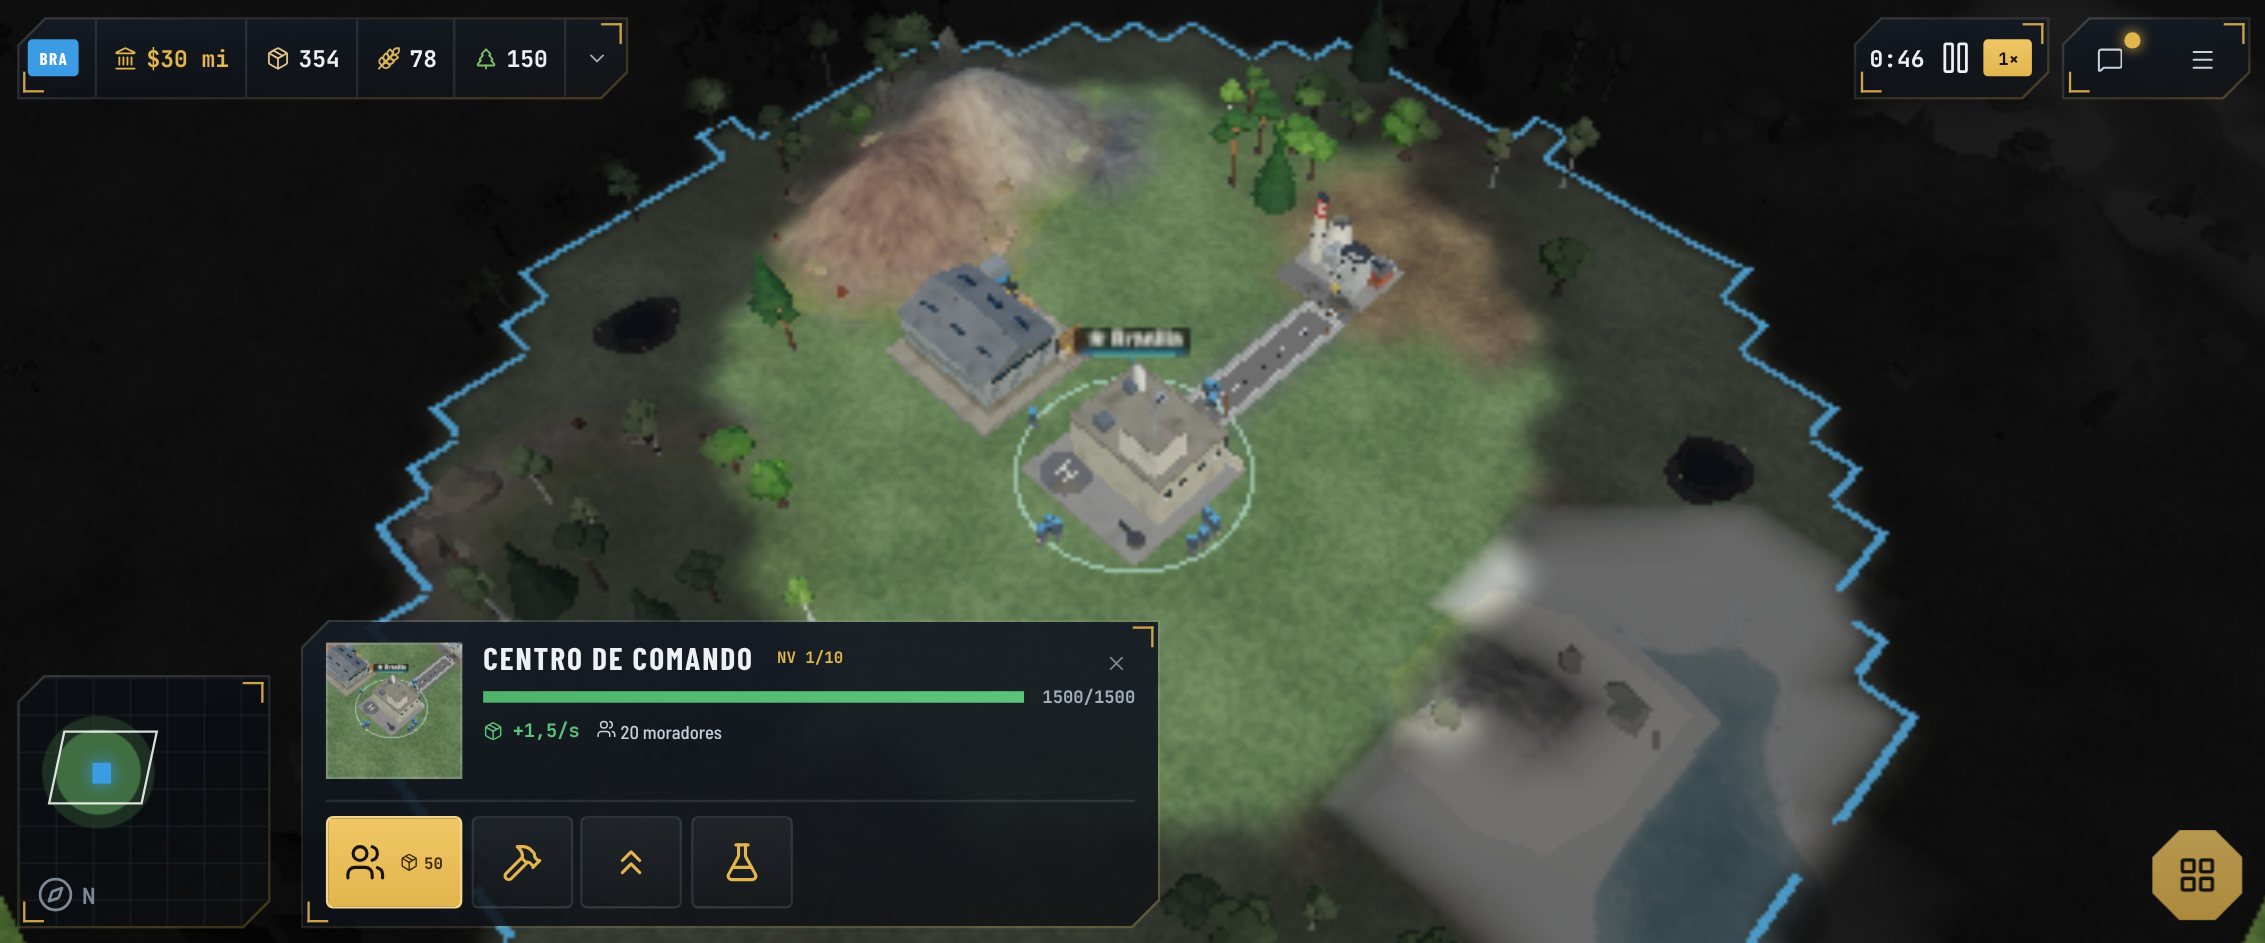 BRA $30 mi 354 78 150
0:46 1×
★ Brasília
CENTRO DE COMANDO NV 1/10
1500/1500
+1,5/s 20 moradores
50
N
H